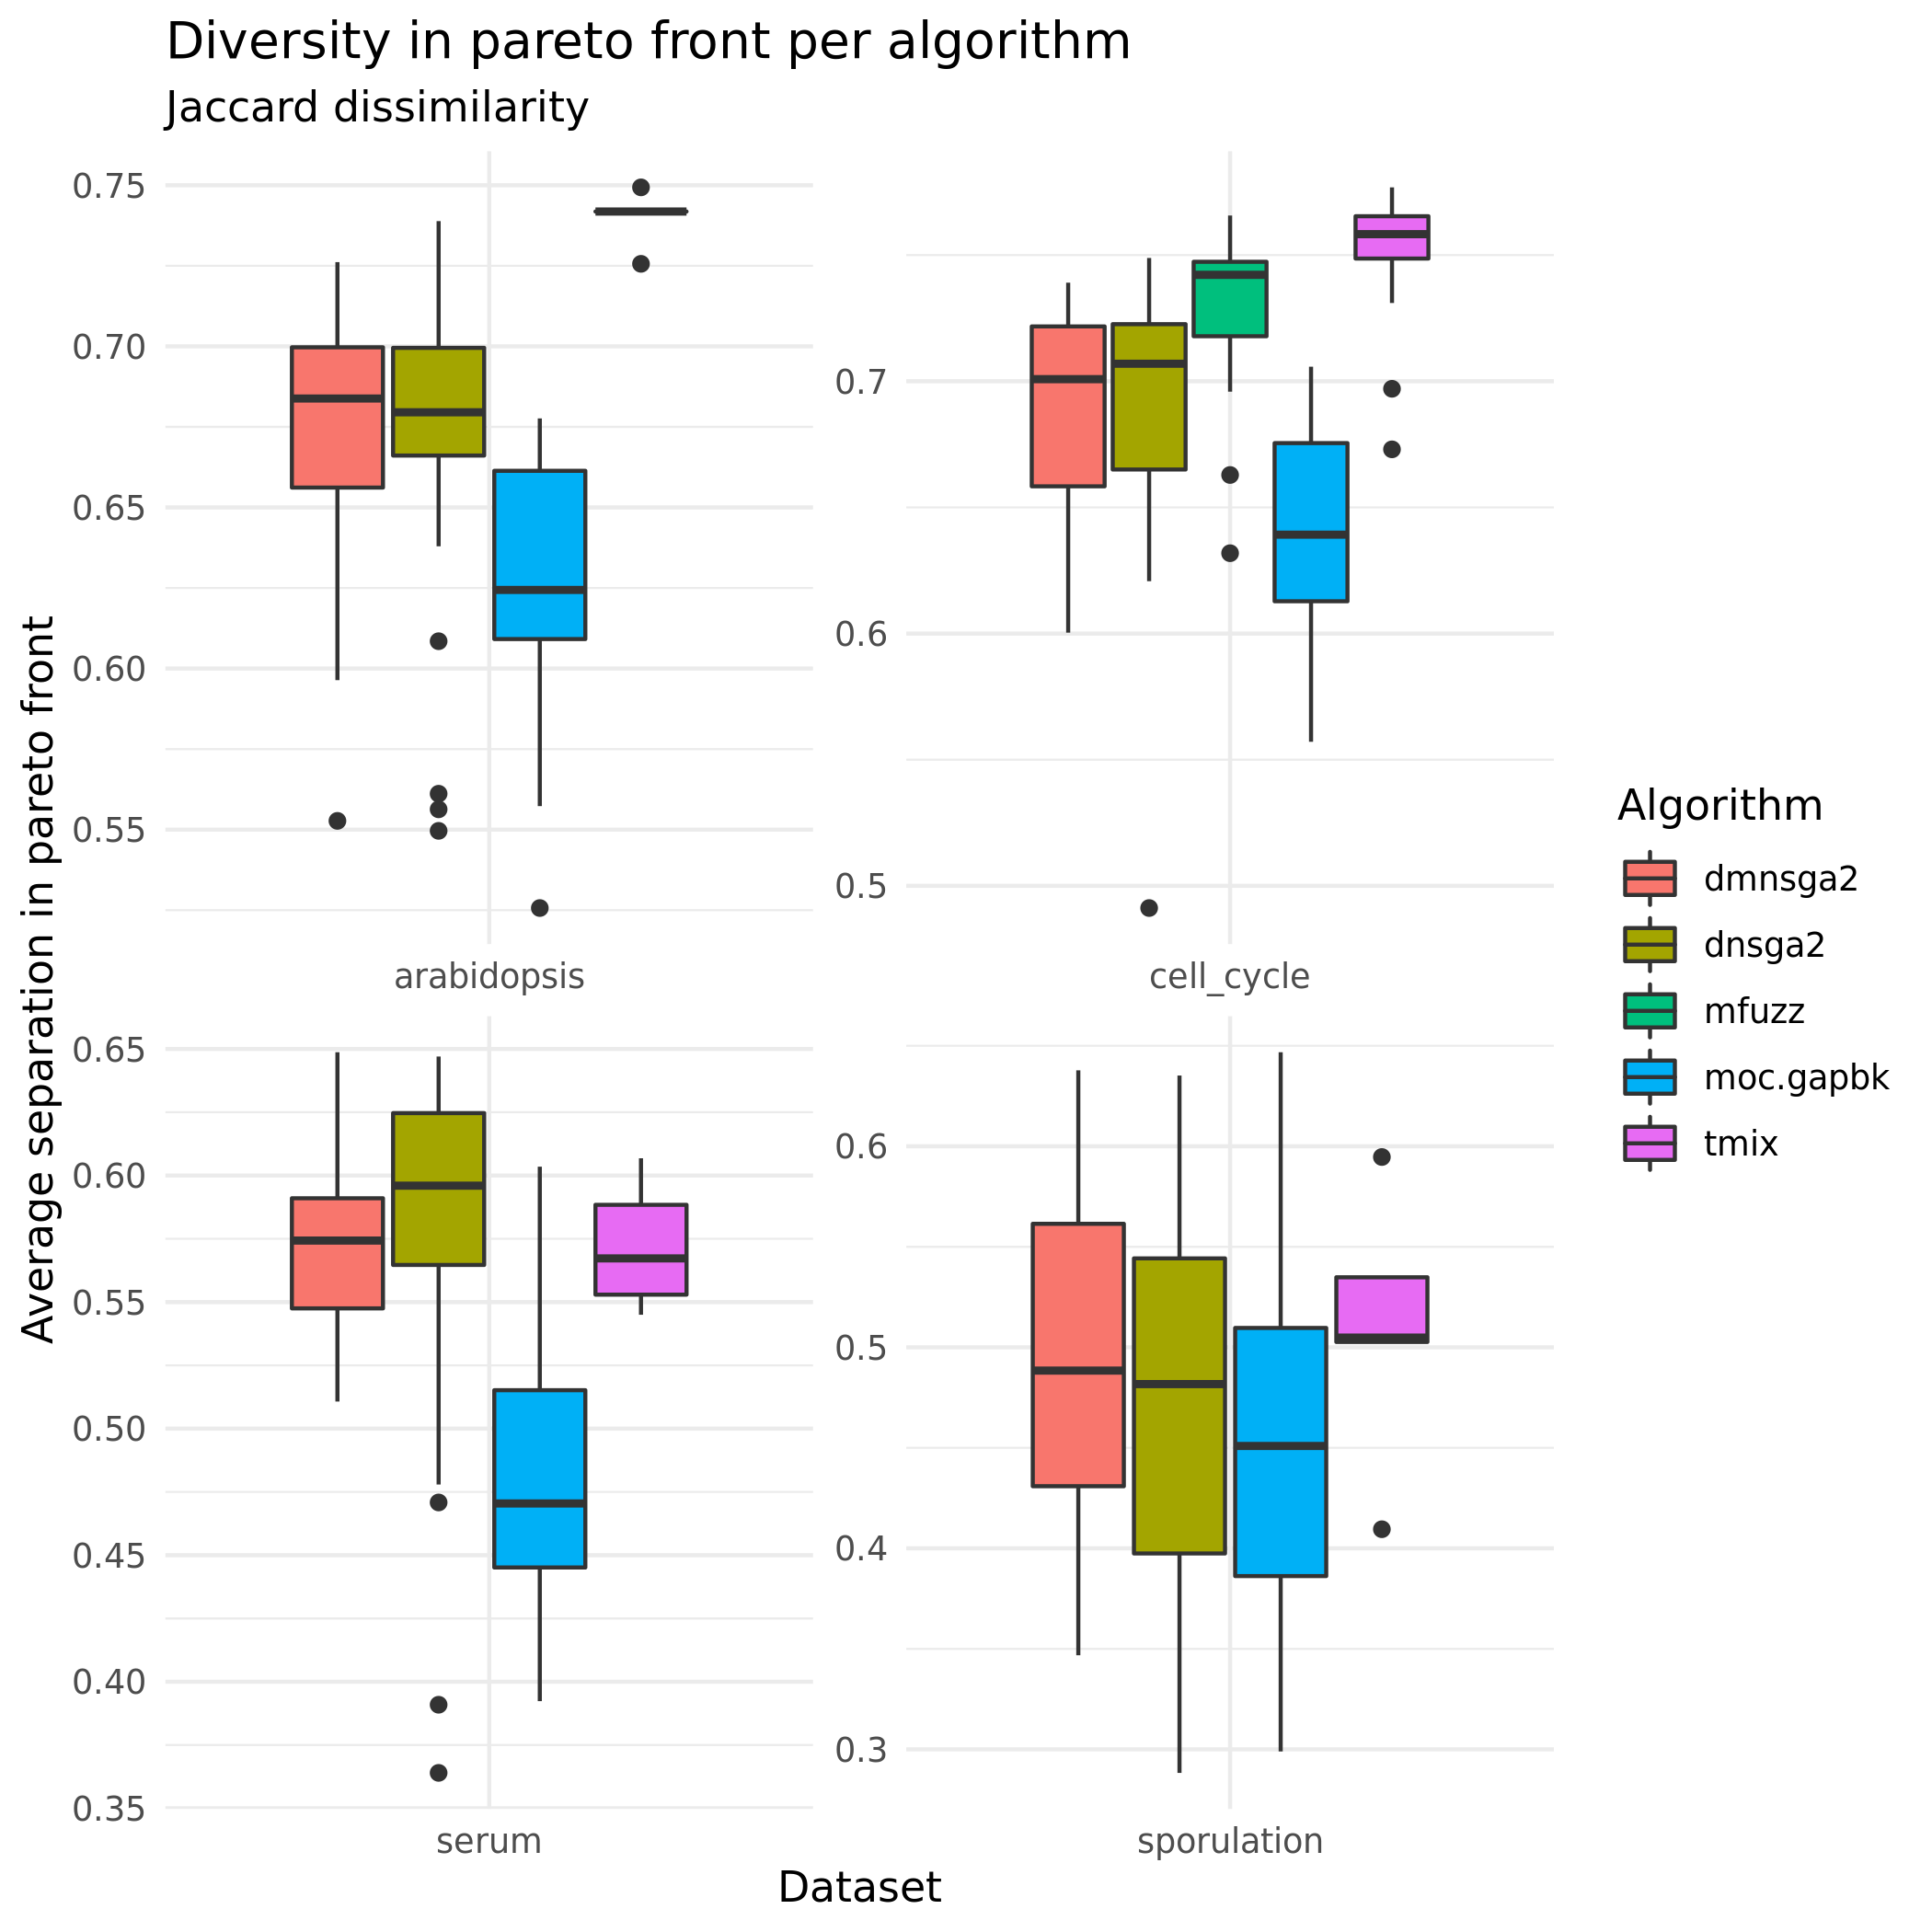 Diversity in pareto front per algorithm
Jaccard dissimilarity
Average separation in pareto front
0.75
0.70
0.65
0.60
0.55
arabidopsis
0.7
0.6
0.5
cell_cycle
0.65
0.60
0.55
0.50
0.45
0.40
0.35
serum
0.6
0.5
0.4
0.3
sporulation
Dataset
Algorithm
dmnsga2
dnsga2
mfuzz
moc.gapbk
tmix